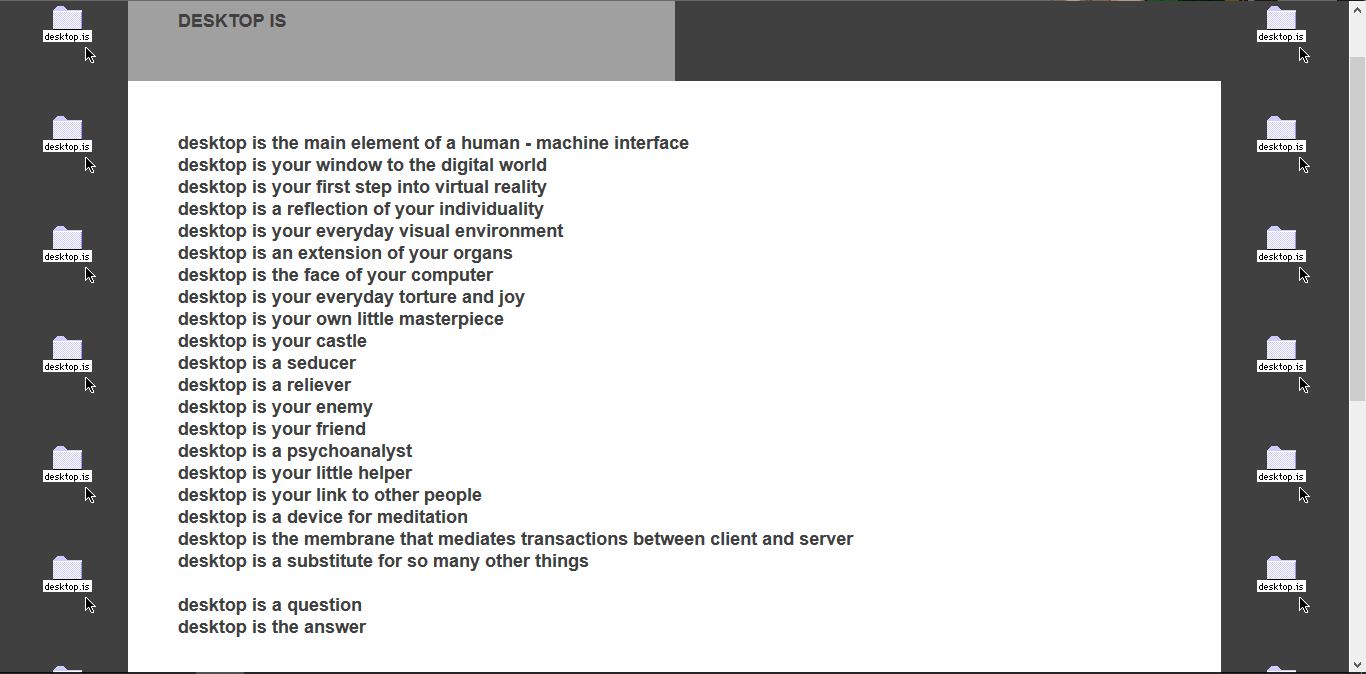 DESKTOP IS
desktop is the main element of a human - machine interface
desktop is your window to the digital world
desktop is your first step into virtual reality
desktop is a reflection of your individuality
desktop is your everyday visual environment
desktop is an extension of your organs
desktop is the face of your computer
desktop is your everyday torture and joy
desktop is your own little masterpiece
desktop is your castle
desktop is a seducer
desktop is a reliever
desktop is your enemy
desktop is your friend
desktop is a psychoanalyst
desktop is your little helper
desktop is your link to other people
desktop is a device for meditation
desktop is the membrane that mediates transactions between client and server
desktop is a substitute for so many other things
desktop is a question
desktop is the answer
desktop.is
desktop.is
desktop.is
desktop.is
desktop.is
desktop.is
desktop.is
desktop.is
desktop.is
desktop.is
desktop.is
desktop.is